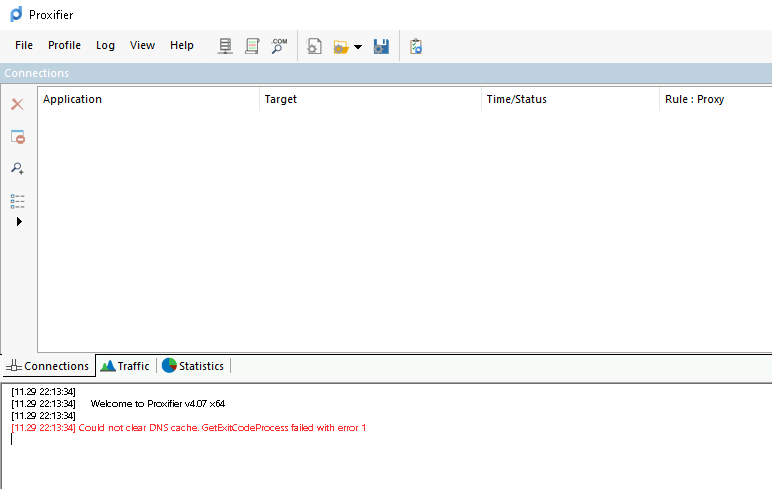 Proxifier
File Profile Log View Help .COM
Connections
Application Target Time/Status Rule : Proxy
Connections Traffic Statistics
[11.29 22:13:34]
[11.29 22:13:34] Welcome to Proxifier v4.07 x64
[11.29 22:13:34]
[11.29 22:13:34] Could not clear DNS cache. GetExitCodeProcess failed with error 1